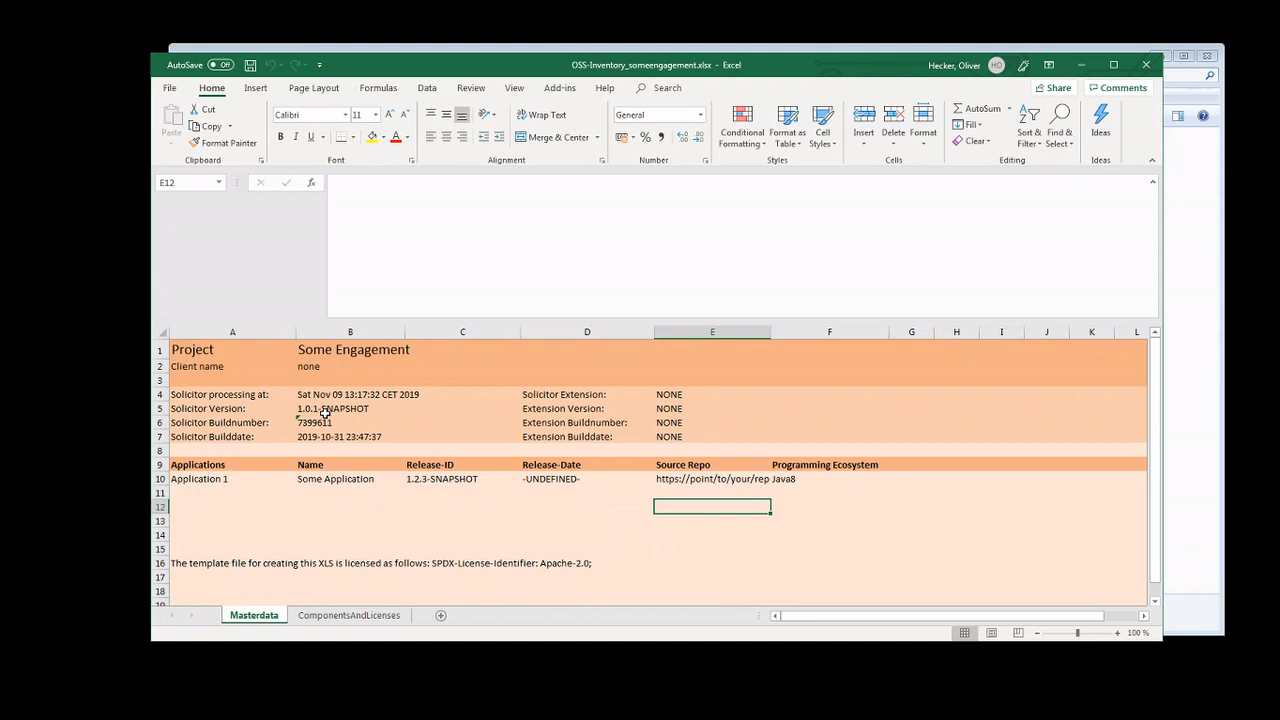 AutoSave Off OSS-Inventory_someengagement.xlsx - Excel Hecker, Oliver HO
File Home Insert Page Layout Formulas Data Review View Add-ins Help Search Share Comments
Paste Cut Copy Format Painter
Calibri 11 B I U A A
Wrap Text Merge & Center
General % 
Conditional Formatting Format as Table Cell Styles
Insert Delete Format
AutoSum Fill Clear Sort & Filter Find & Select
Ideas
Clipboard Font Alignment Number Styles Cells Editing Ideas
E12 fx
A B C D E F G H I J K L
1 Project Some Engagement
2 Client name none
3
4 Solicitor processing at: Sat Nov 09 13:17:32 CET 2019 Solicitor Extension: NONE
5 Solicitor Version: 1.0.1-SNAPSHOT Extension Version: NONE
6 Solicitor Buildnumber: 7399611 Extension Buildnumber: NONE
7 Solicitor Builddate: 2019-10-31 23:47:37 Extension Builddate: NONE
8
9 Applications Name Release-ID Release-Date Source Repo Programming Ecosystem
10 Application 1 Some Application 1.2.3-SNAPSHOT -UNDEFINED- https://point/to/your/rep Java8
11
12
13
14
15
16 The template file for creating this XLS is licensed as follows: SPDX-License-Identifier: Apache-2.0;
17
18
19
Masterdata ComponentsAndLicenses
100 %